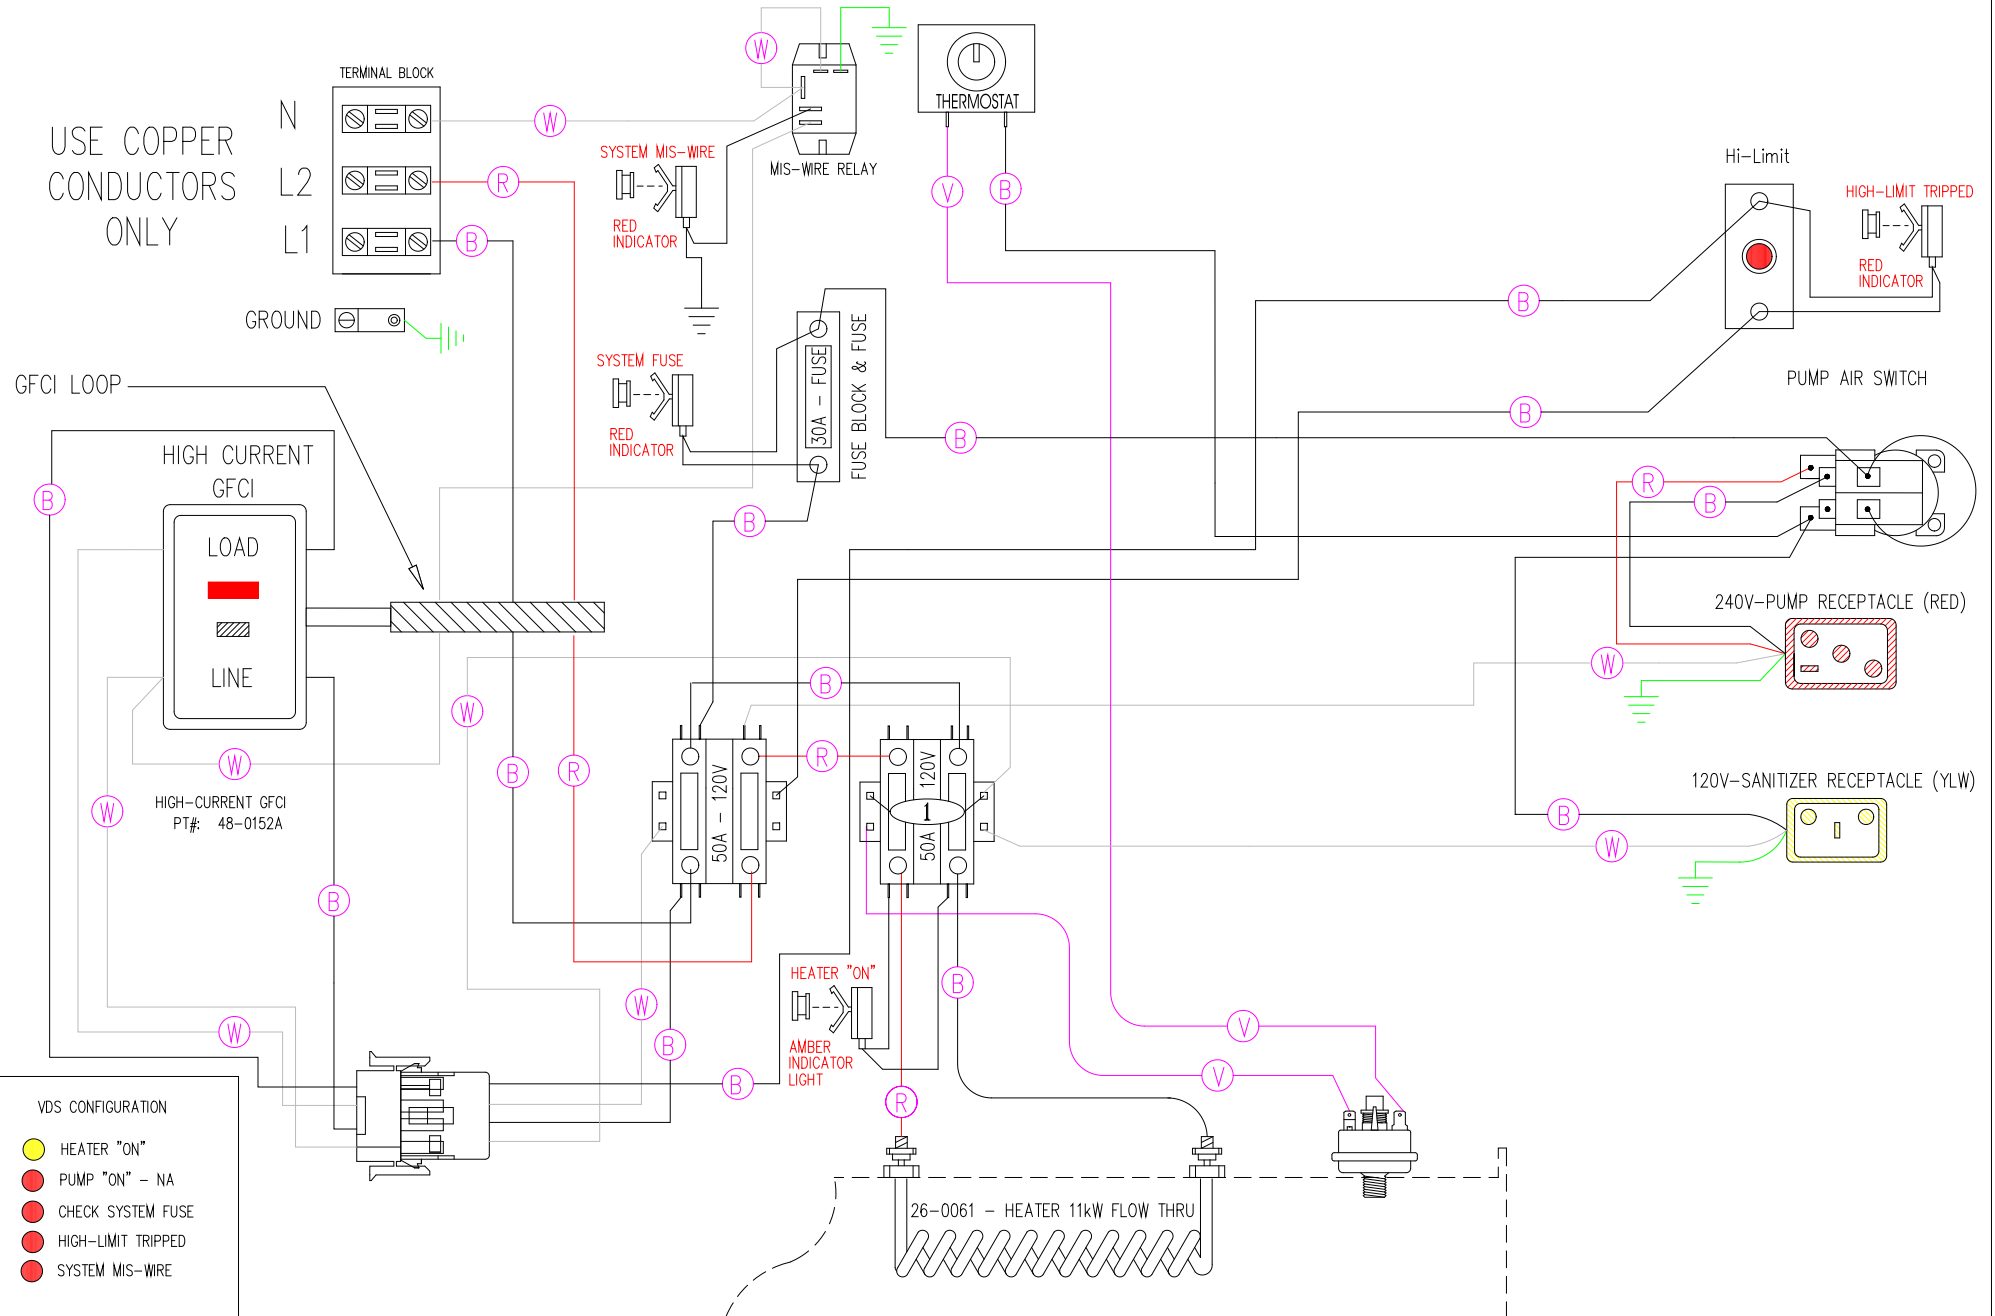 TERMINAL BLOCK
N
L2
L1
USE COPPER
CONDUCTORS
ONLY
GROUND
GFCI LOOP
HIGH CURRENT
GFCI
LOAD
LINE
HIGH-CURRENT GFCI
PT#: 48-0152A
W
R
B
W
MIS-WIRE RELAY
SYSTEM MIS-WIRE
RED
INDICATOR
THERMOSTAT
V
B
SYSTEM FUSE
RED
INDICATOR
30A - FUSE
FUSE BLOCK & FUSE
B
B
Hi-Limit
HIGH-LIMIT TRIPPED
RED
INDICATOR
B
B
PUMP AIR SWITCH
R
B
240V-PUMP RECEPTACLE (RED)
W
120V-SANITIZER RECEPTACLE (YLW)
B
W
B
W
W
B
W
B
R
W
B
R
50A - 120V
50A
120V
1
W
B
B
B
W
HEATER "ON"
AMBER
INDICATOR
LIGHT
R
B
V
V
26-0061 - HEATER 11kW FLOW THRU
VDS CONFIGURATION
HEATER "ON"
PUMP "ON" - NA
CHECK SYSTEM FUSE
HIGH-LIMIT TRIPPED
SYSTEM MIS-WIRE